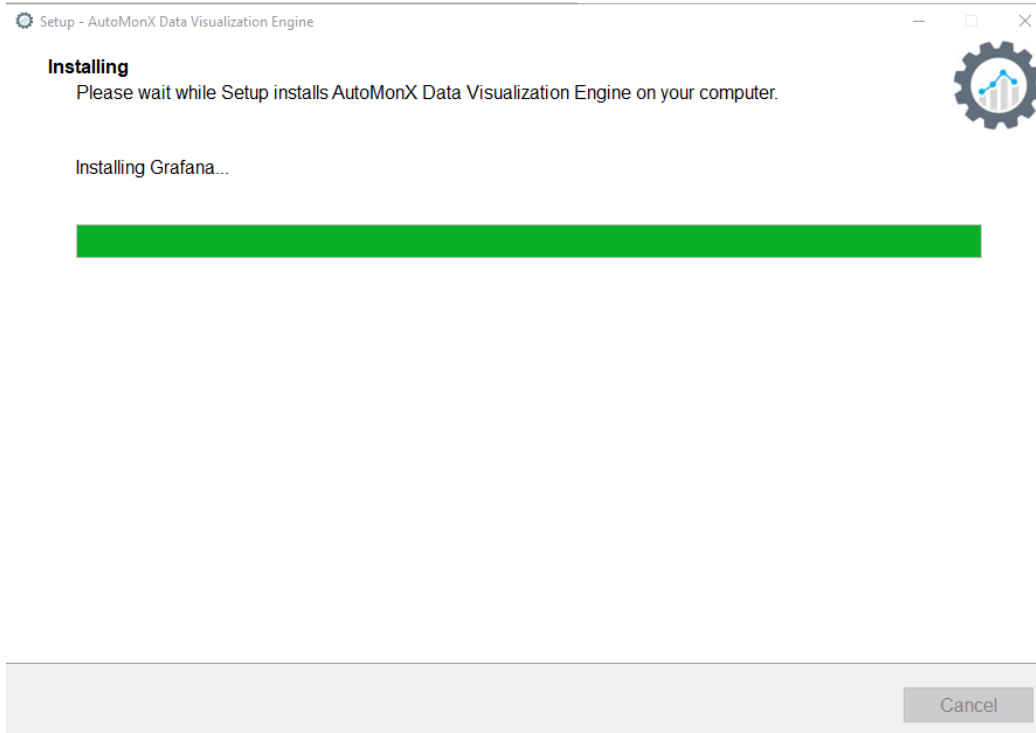 Setup - AutoMonX Data Visualization Engine
Installing
Please wait while Setup installs AutoMonX Data Visualization Engine on your computer.
Installing Grafana...
Cancel